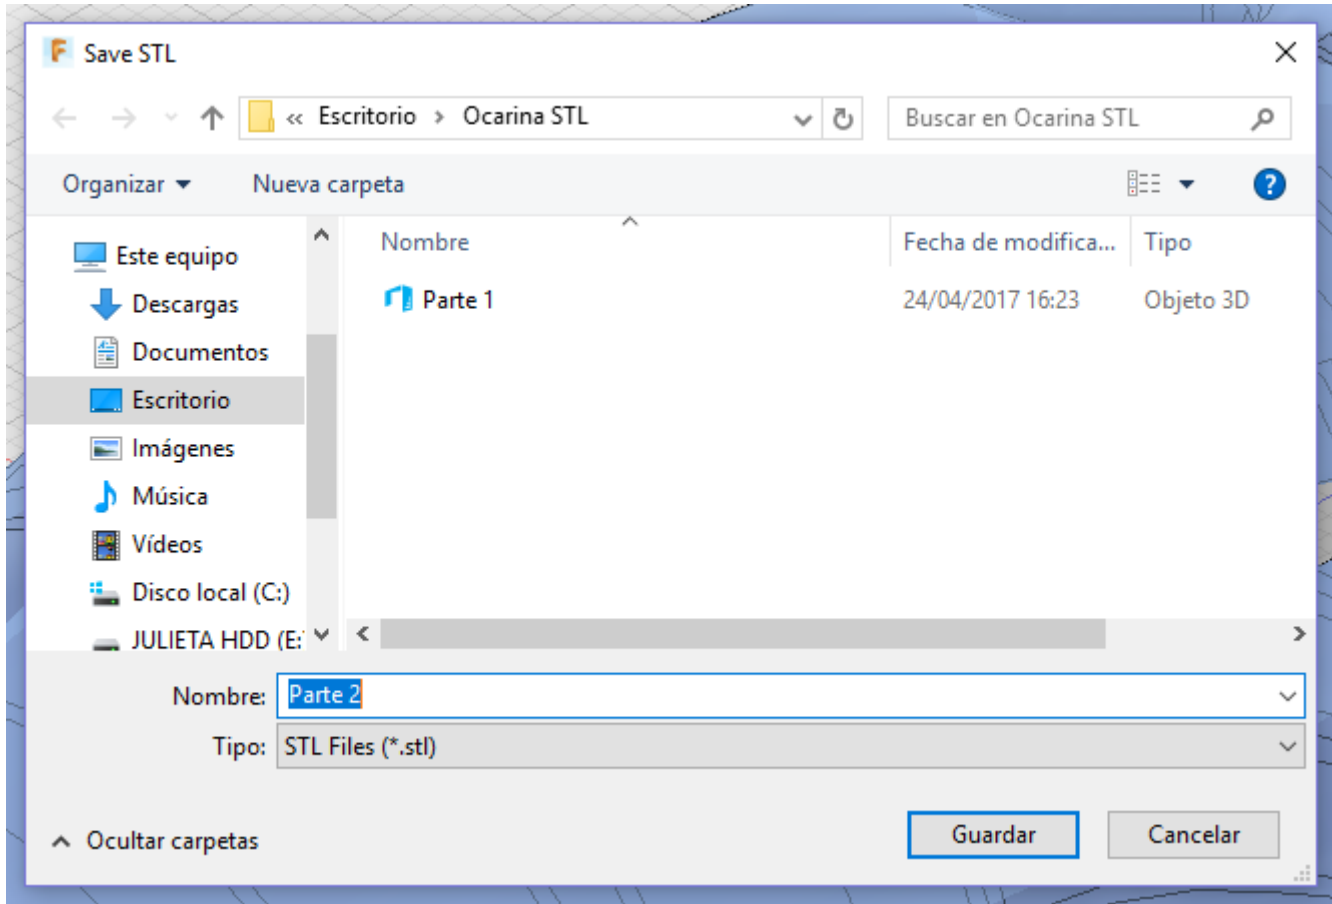 Save STL
« Escritorio > Ocarina STL
Buscar en Ocarina STL
Organizar
Nueva carpeta
Nombre
Fecha de modifica...
Tipo
Este equipo
Descargas
Documentos
Escritorio
Imágenes
Música
Vídeos
Disco local (C:)
JULIETA HDD (E:
Parte 1
24/04/2017 16:23
Objeto 3D
Nombre: Parte 2
Tipo: STL Files (*.stl)
Ocultar carpetas
Guardar
Cancelar